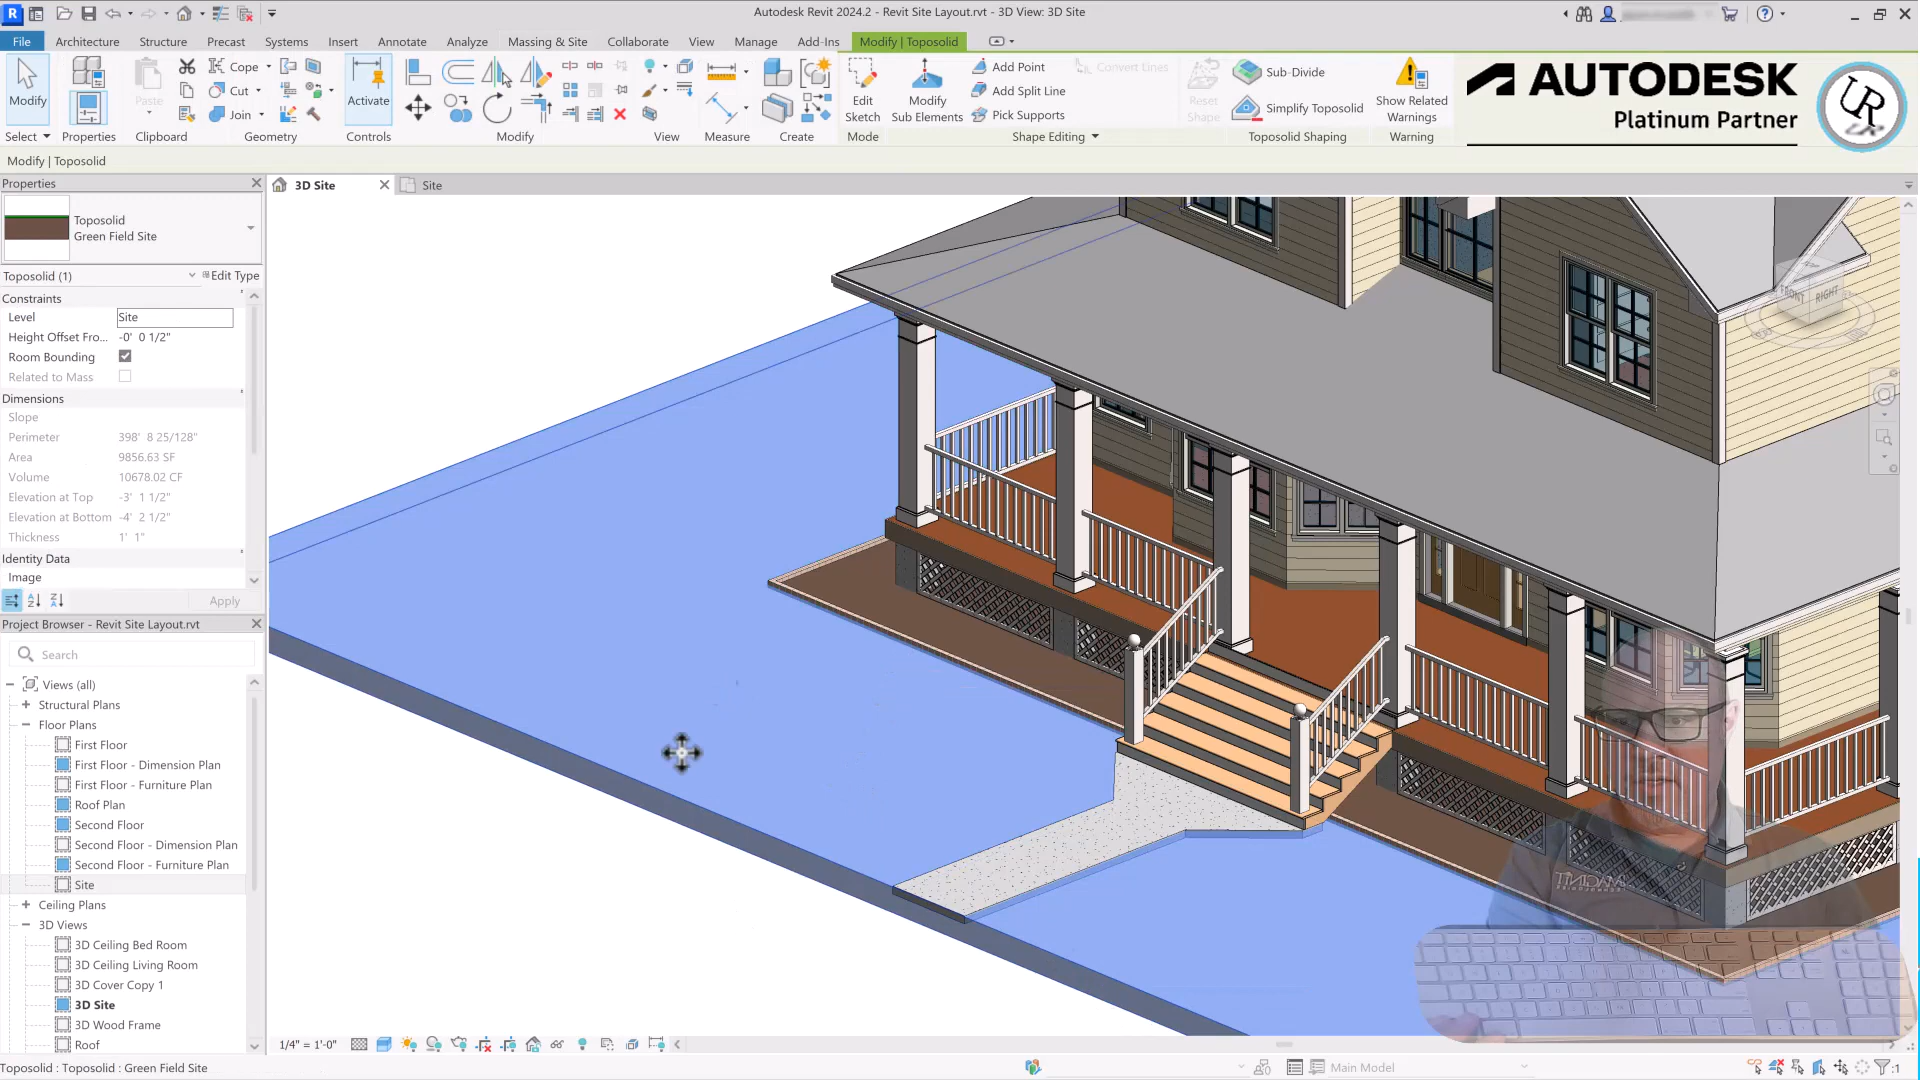 Autodesk Revit 2024.2 - Revit Site Layout.rvt - 3D View: 3D Site
File Architecture Structure Precast Systems Insert Annotate Analyze Massing & Site Collaborate View Manage Add-Ins Modify | Toposolid
Modify
Select
Properties
Paste
Clipboard
Cope
Cut
Join
Geometry
Activate
Controls
Modify
View
Measure
Create
Edit Sketch
Mode
Modify Sub Elements
Add Point
Add Split Line
Pick Supports
Convert Lines
Shape Editing
Reset Shape
Sub-Divide
Simplify Toposolid
Toposolid Shaping
Show Related Warnings
Warning
AUTODESK
Platinum Partner
Modify | Toposolid
Properties
3D Site
Site
Toposolid
Green Field Site
Toposolid (1)
Edit Type
Constraints
Level Site
Height Offset Fro... -0' 0 1/2"
Room Bounding
Related to Mass
Dimensions
Slope
Perimeter 398' 8 25/128"
Area 9856.63 SF
Volume 10678.02 CF
Elevation at Top -3' 1 1/2"
Elevation at Bottom -4' 2 1/2"
Thickness 1' 1"
Identity Data
Image
Apply
Project Browser - Revit Site Layout.rvt
Search
Views (all)
Structural Plans
Floor Plans
First Floor
First Floor - Dimension Plan
First Floor - Furniture Plan
Roof Plan
Second Floor
Second Floor - Dimension Plan
Second Floor - Furniture Plan
Site
Ceiling Plans
3D Views
3D Ceiling Bed Room
3D Ceiling Living Room
3D Cover Copy 1
3D Site
3D Wood Frame
Roof
FRONT
RIGHT
IMAGINiT
1/4" = 1'-0"
Toposolid : Toposolid : Green Field Site
Main Model
:1